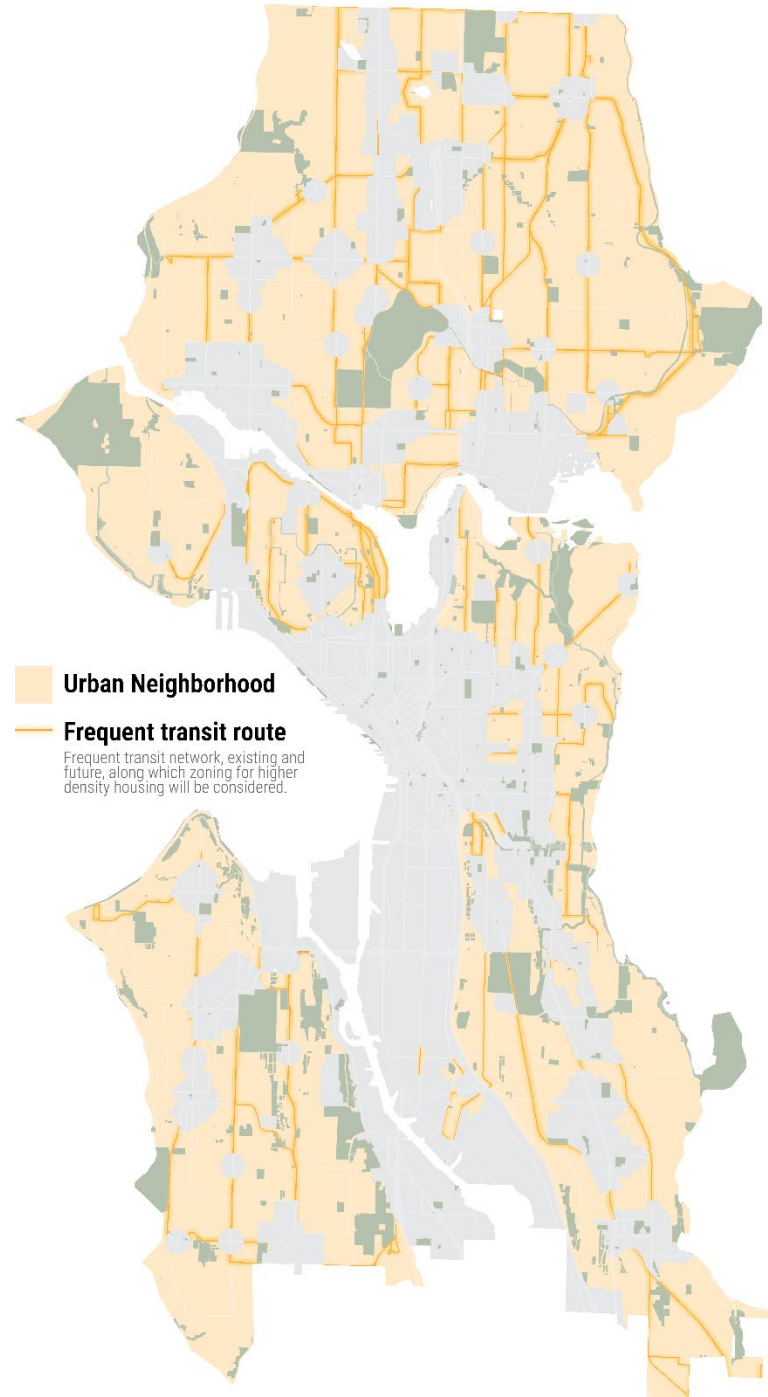 Urban Neighborhood
Frequent transit route
Frequent transit network, existing and
future, along which zoning for higher
density housing will be considered.